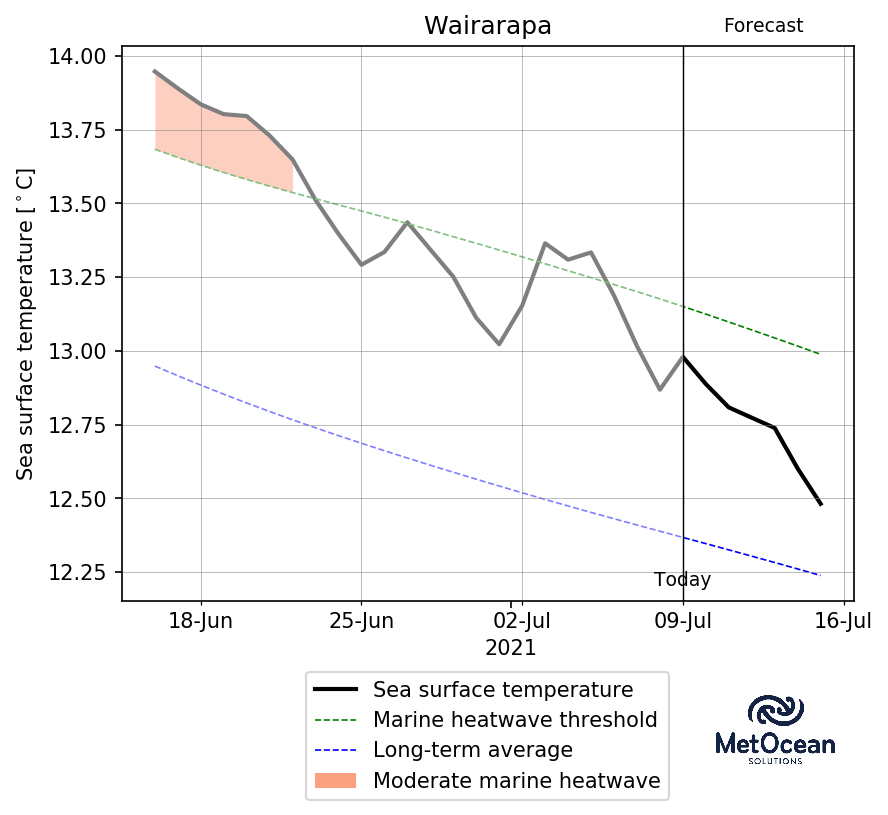 Wairarapa
Forecast
14.00
13.75
13.50
13.25
13.00
12.75
12.50
12.25
Sea surface temperature [°C]
Today
18-Jun 25-Jun 02-Jul 09-Jul 16-Jul
2021
Sea surface temperature
Marine heatwave threshold
Long-term average
Moderate marine heatwave
MetOcean
SOLUTIONS